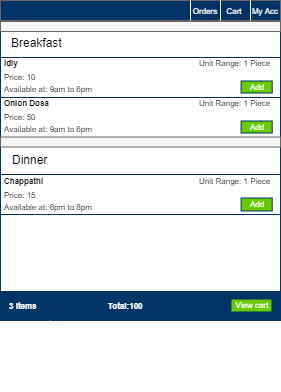 Orders Cart My Acc
Breakfast
Idly Unit Range: 1 Piece
Price: 10
Available at: 9am to 6pm Add
Onion Dosa Unit Range: 1 Piece
Price: 50
Available at: 9am to 6pm Add
Dinner
Chappathi Unit Range: 1 Piece
Price: 15
Available at: 6pm to 8pm Add
3 Items Total:100 View cart